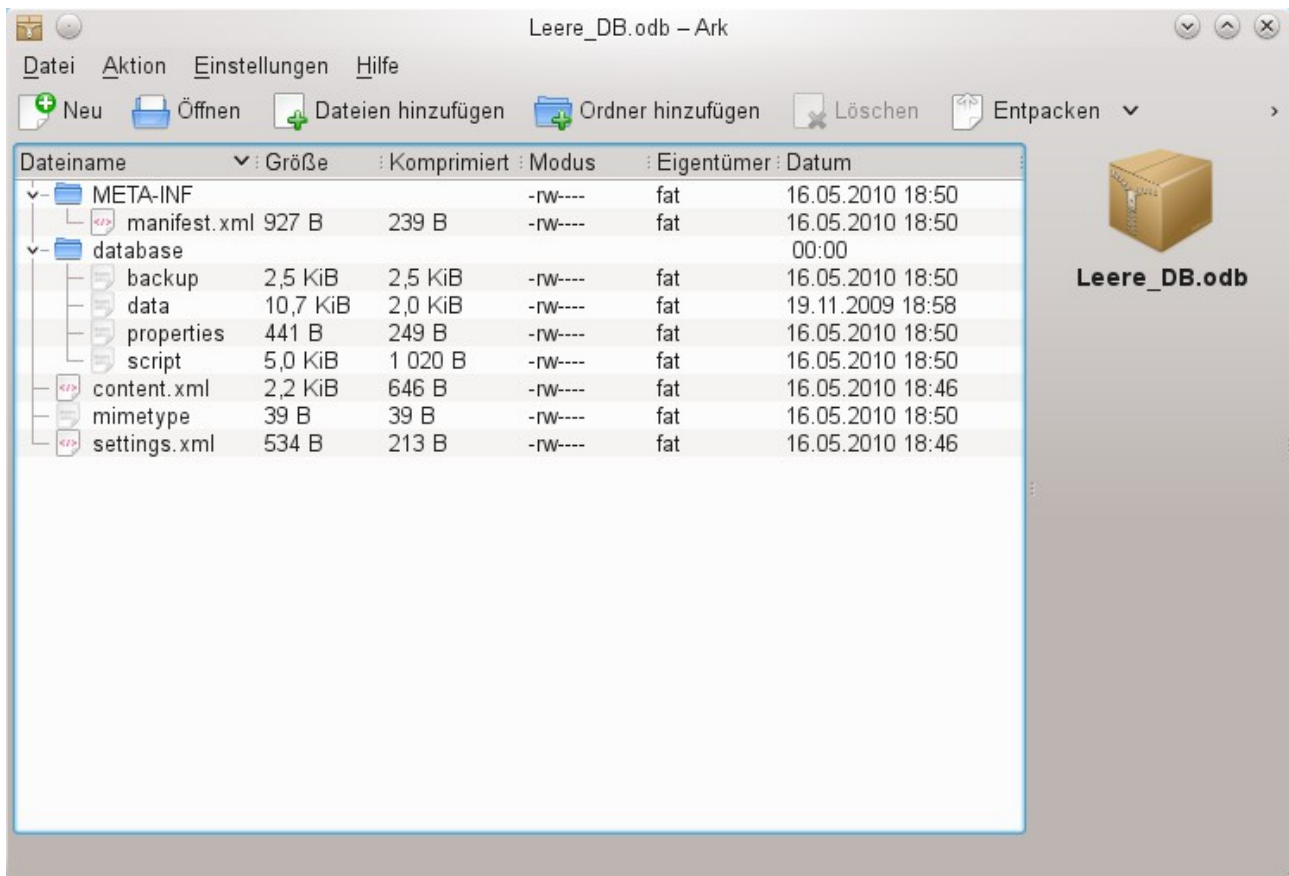 Leere_DB.odb – Ark
Datei Aktion Einstellungen Hilfe
Neu Öffnen Dateien hinzufügen Ordner hinzufügen Löschen Entpacken
Dateiname Größe Komprimiert Modus Eigentümer Datum
META-INF -rw---- fat 16.05.2010 18:50
manifest.xml 927 B 239 B -rw---- fat 16.05.2010 18:50
database 00:00
backup 2,5 KiB 2,5 KiB -rw---- fat 16.05.2010 18:50
data 10,7 KiB 2,0 KiB -rw---- fat 19.11.2009 18:58
properties 441 B 249 B -rw---- fat 16.05.2010 18:50
script 5,0 KiB 1 020 B -rw---- fat 16.05.2010 18:50
content.xml 2,2 KiB 646 B -rw---- fat 16.05.2010 18:46
mimetype 39 B 39 B -rw---- fat 16.05.2010 18:50
settings.xml 534 B 213 B -rw---- fat 16.05.2010 18:46
Leere_DB.odb